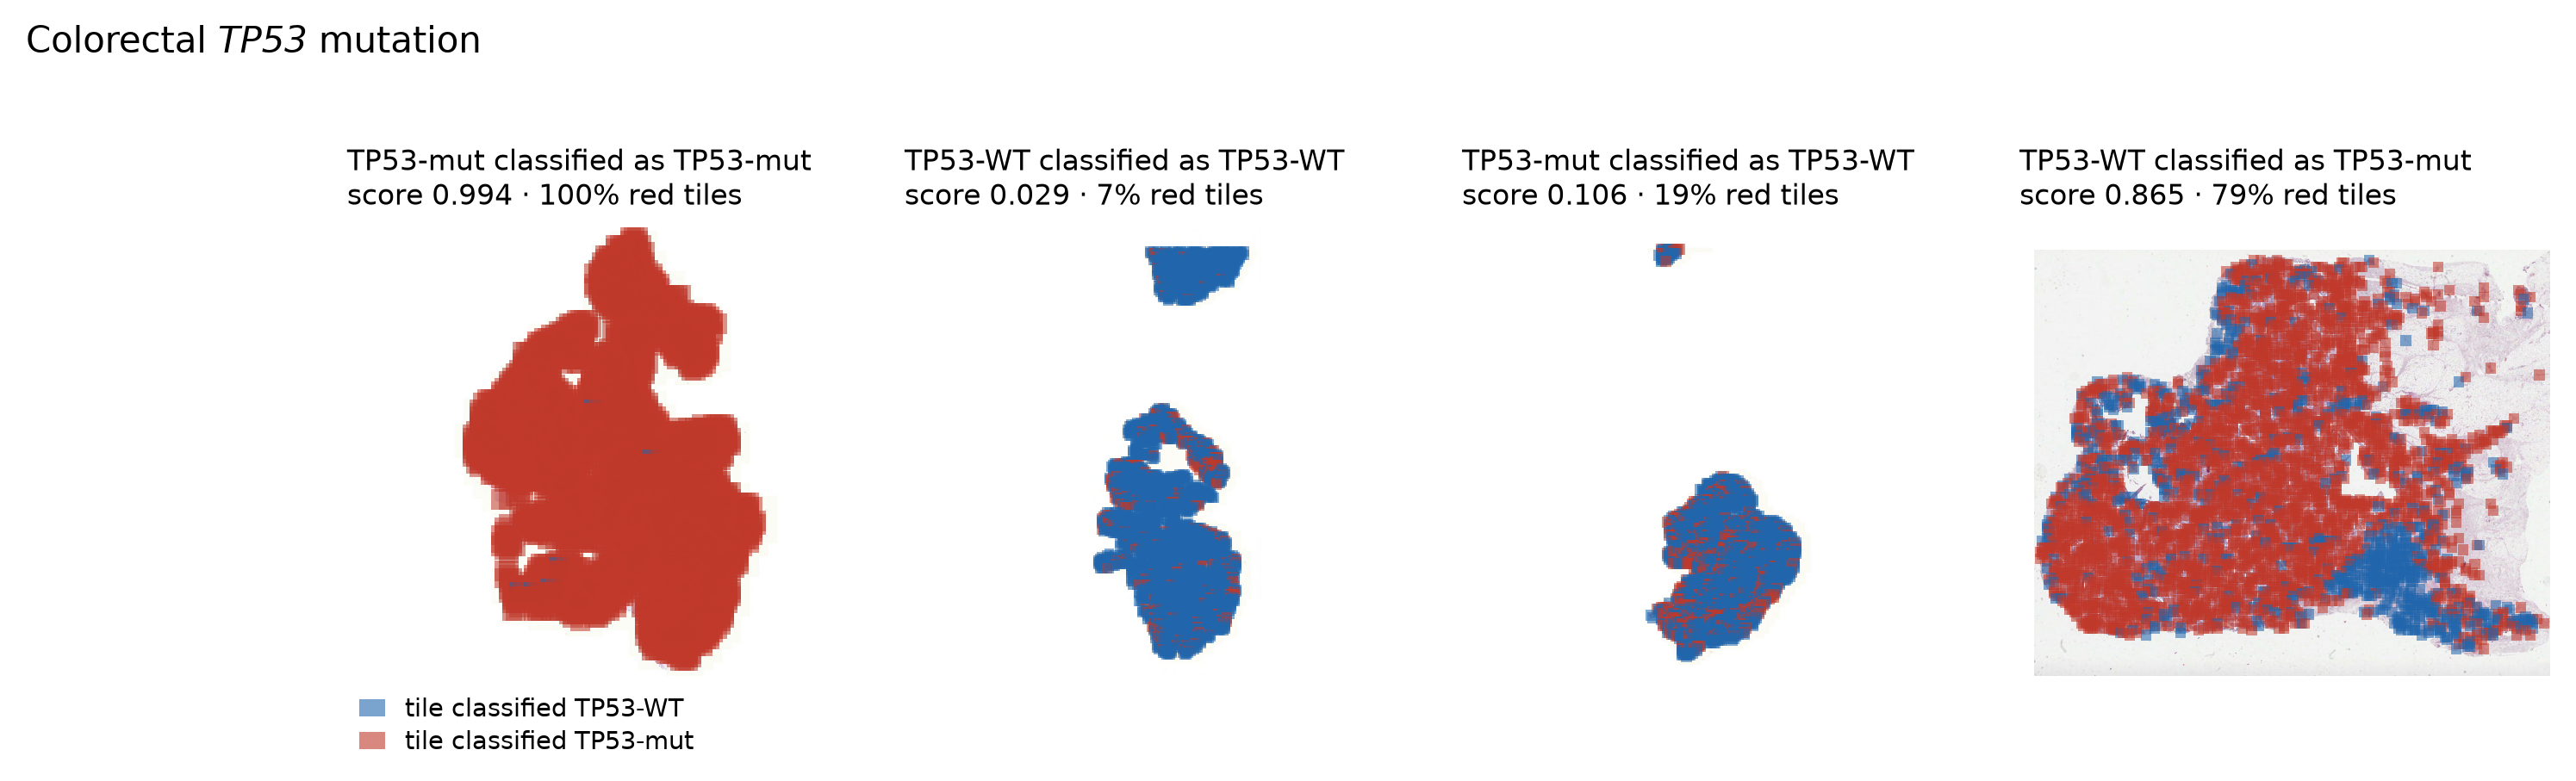 Colorectal TP53 mutation
TP53-mut classified as TP53-mut
score 0.994 · 100% red tiles
TP53-WT classified as TP53-WT
score 0.029 · 7% red tiles
TP53-mut classified as TP53-WT
score 0.106 · 19% red tiles
TP53-WT classified as TP53-mut
score 0.865 · 79% red tiles
tile classified TP53-WT
tile classified TP53-mut